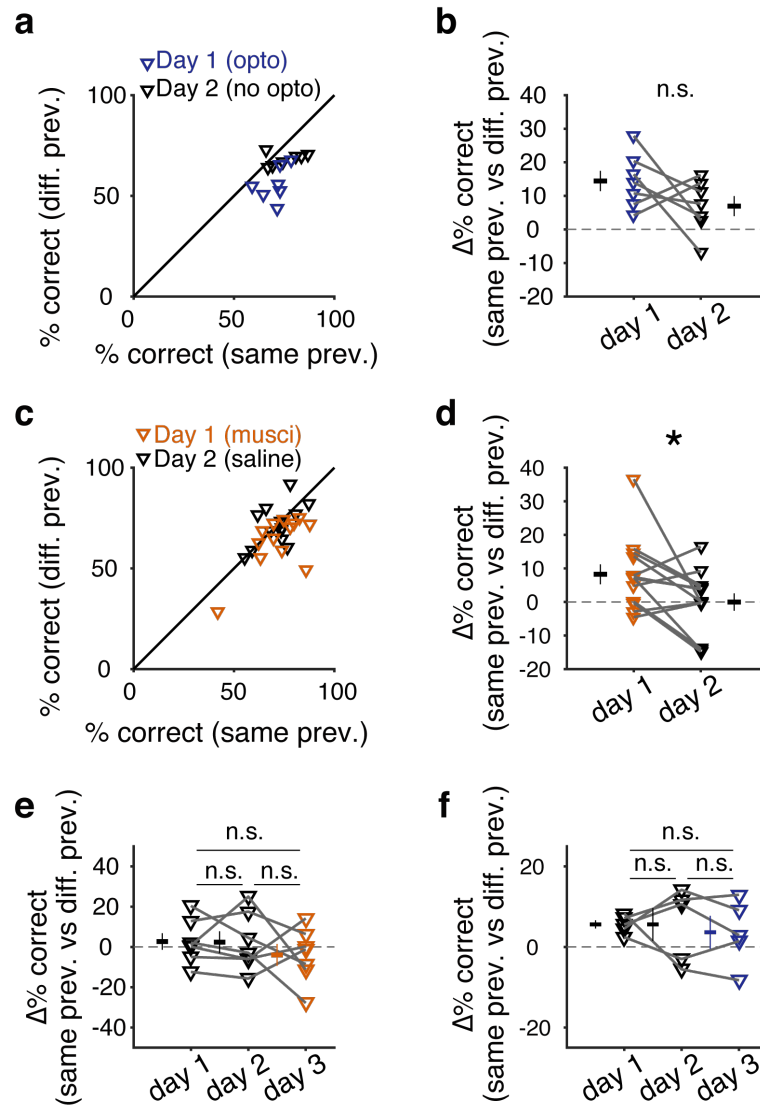 a
Day 1 (opto)
Day 2 (no opto)
% correct (diff. prev.)
100
50
0
0
50
100
% correct (same prev.)
b
n.s.
Δ% correct
(same prev. vs diff. prev.)
40
30
20
10
0
-10
-20
day 1
day 2
c
Day 1 (musci)
Day 2 (saline)
% correct (diff. prev.)
100
50
0
0
50
100
% correct (same prev.)
d
*
Δ% correct
(same prev. vs diff. prev.)
40
30
20
10
0
-10
-20
day 1
day 2
e
n.s.
n.s.
n.s.
Δ% correct
(same prev. vs diff. prev.)
40
20
0
-20
-40
day 1
day 2
day 3
f
n.s.
n.s.
n.s.
Δ% correct
(same prev. vs diff. prev.)
20
0
-20
day 1
day 2
day 3